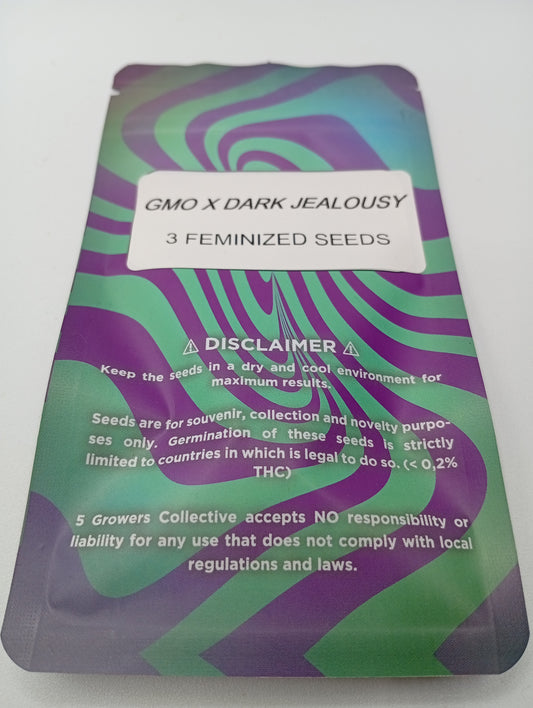 GMO X DARK JEALOUSY
3 FEMINIZED SEEDS
⚠ DISCLAIMER ⚠
Keep the seeds in a dry and cool environment for
maximum results.
Seeds are for souvenir, collection and novelty purpo-
ses only. Germination of these seeds is strictly
limited to countries in which is legal to do so. (< 0,2%
THC)
5 Growers Collective accepts NO responsibility or
liability for any use that does not comply with local
regulations and laws.